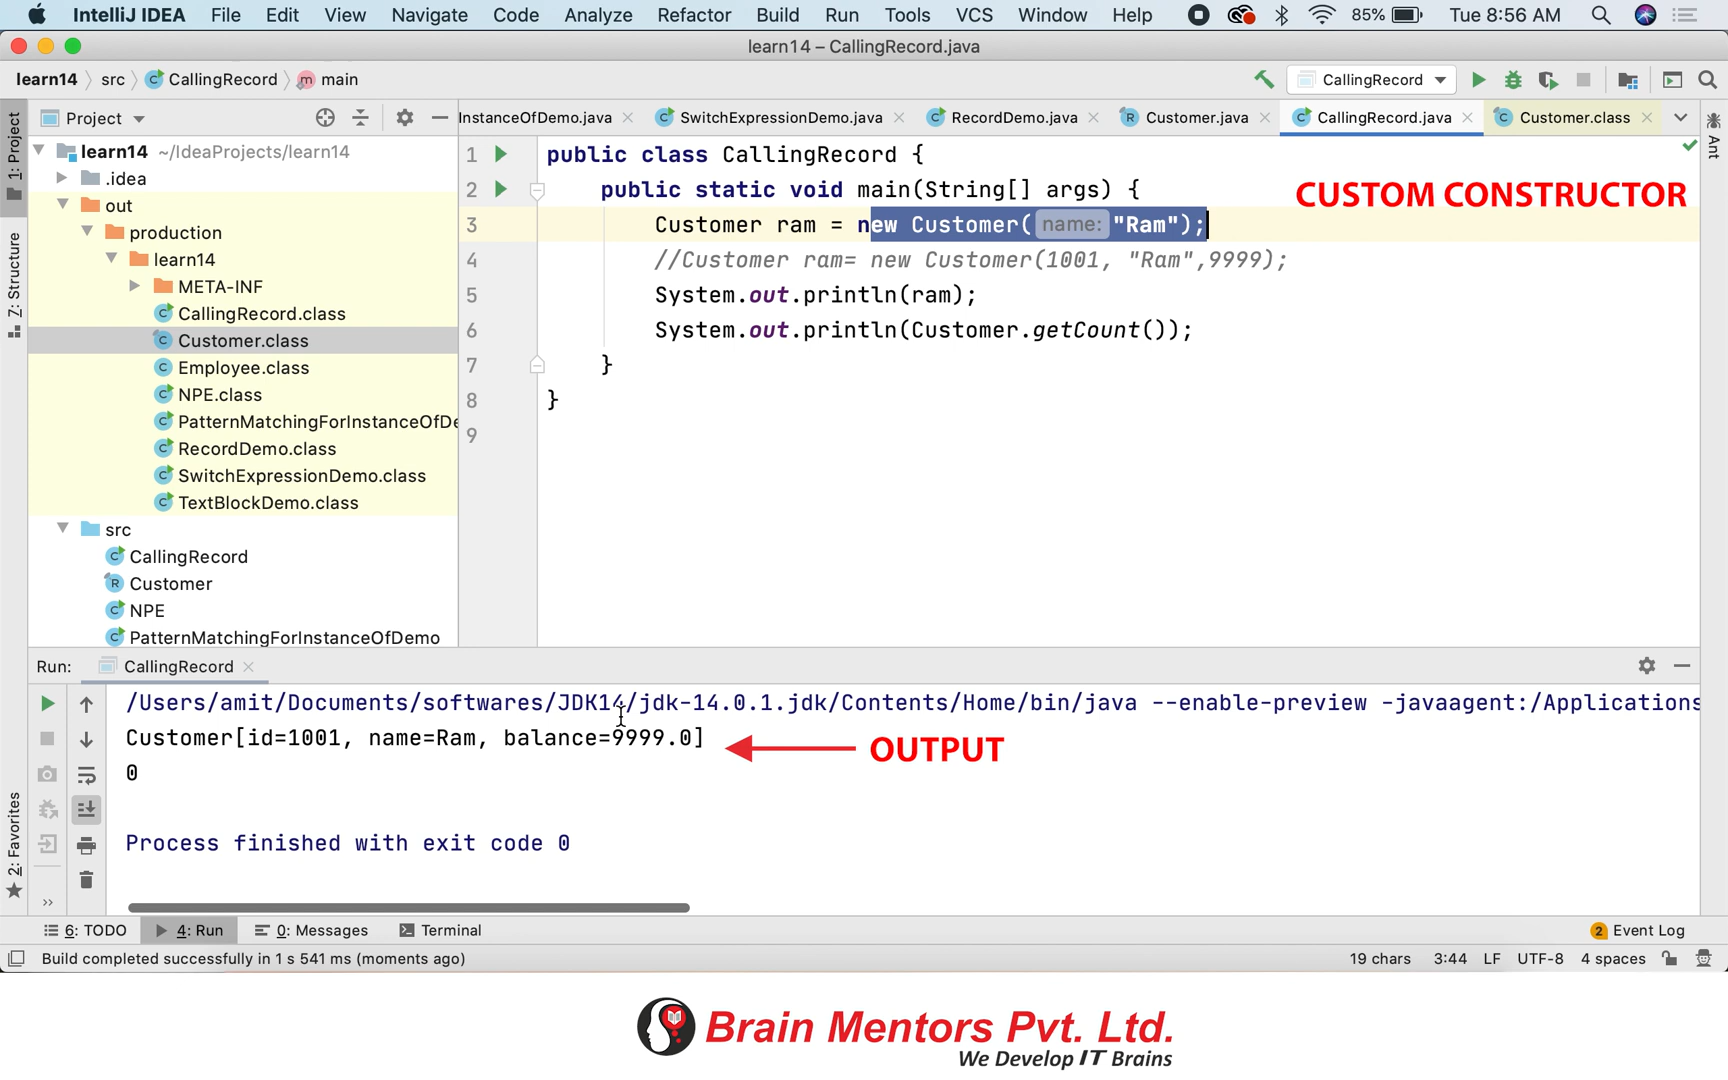 IntelliJ IDEA File Edit View Navigate Code Analyze Refactor Build Run Tools VCS Window Help 85% Tue 8:56 AM
learn14 – CallingRecord.java
learn14 src CallingRecord main CallingRecord
1: Project
Z: Structure
2: Favorites
Ant
Project
InstanceOfDemo.java SwitchExpressionDemo.java RecordDemo.java Customer.java CallingRecord.java Customer.class
learn14 ~/IdeaProjects/learn14
.idea
out
production
learn14
META-INF
CallingRecord.class
Customer.class
Employee.class
NPE.class
PatternMatchingForInstanceOfDe
RecordDemo.class
SwitchExpressionDemo.class
TextBlockDemo.class
src
CallingRecord
Customer
NPE
PatternMatchingForInstanceOfDemo
1 public class CallingRecord {
2 public static void main(String[] args) {
CUSTOM CONSTRUCTOR
3 Customer ram = new Customer( name: "Ram");
4 //Customer ram= new Customer(1001, "Ram",9999);
5 System.out.println(ram);
6 System.out.println(Customer.getCount());
7 }
8 }
9
Run: CallingRecord
/Users/amit/Documents/softwares/JDK14/jdk-14.0.1.jdk/Contents/Home/bin/java --enable-preview -javaagent:/Applications
Customer[id=1001, name=Ram, balance=9999.0]
OUTPUT
0
Process finished with exit code 0
6: TODO 4: Run 0: Messages Terminal 2 Event Log
Build completed successfully in 1 s 541 ms (moments ago) 19 chars 3:44 LF UTF-8 4 spaces
Brain Mentors Pvt. Ltd.
We Develop IT Brains